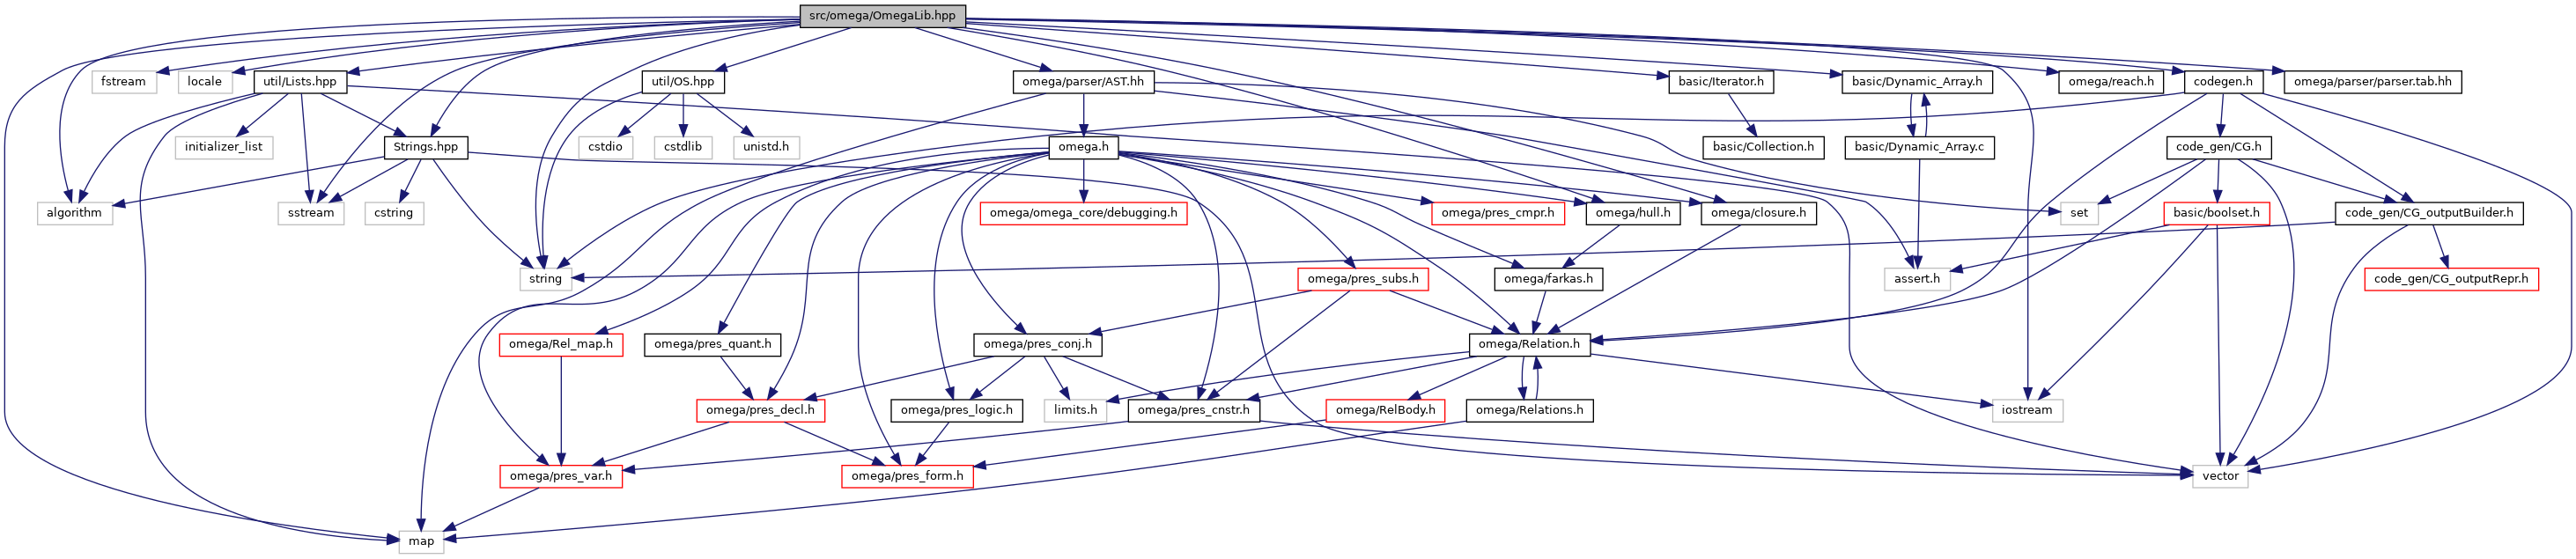 src/omega/OmegaLib.hpp
fstream
locale
util/Lists.hpp
util/OS.hpp
omega/parser/AST.hh
basic/Iterator.h
basic/Dynamic_Array.h
omega/reach.h
codegen.h
omega/parser/parser.tab.hh
initializer_list
Strings.hpp
cstdio
cstdlib
unistd.h
omega.h
basic/Collection.h
basic/Dynamic_Array.c
code_gen/CG.h
algorithm
sstream
cstring
omega/omega_core/debugging.h
omega/pres_cmpr.h
omega/hull.h
omega/closure.h
set
basic/boolset.h
code_gen/CG_outputBuilder.h
string
omega/pres_subs.h
omega/farkas.h
assert.h
code_gen/CG_outputRepr.h
omega/Rel_map.h
omega/pres_quant.h
omega/pres_conj.h
omega/Relation.h
omega/pres_decl.h
omega/pres_logic.h
limits.h
omega/pres_cnstr.h
omega/RelBody.h
omega/Relations.h
iostream
omega/pres_var.h
omega/pres_form.h
vector
map